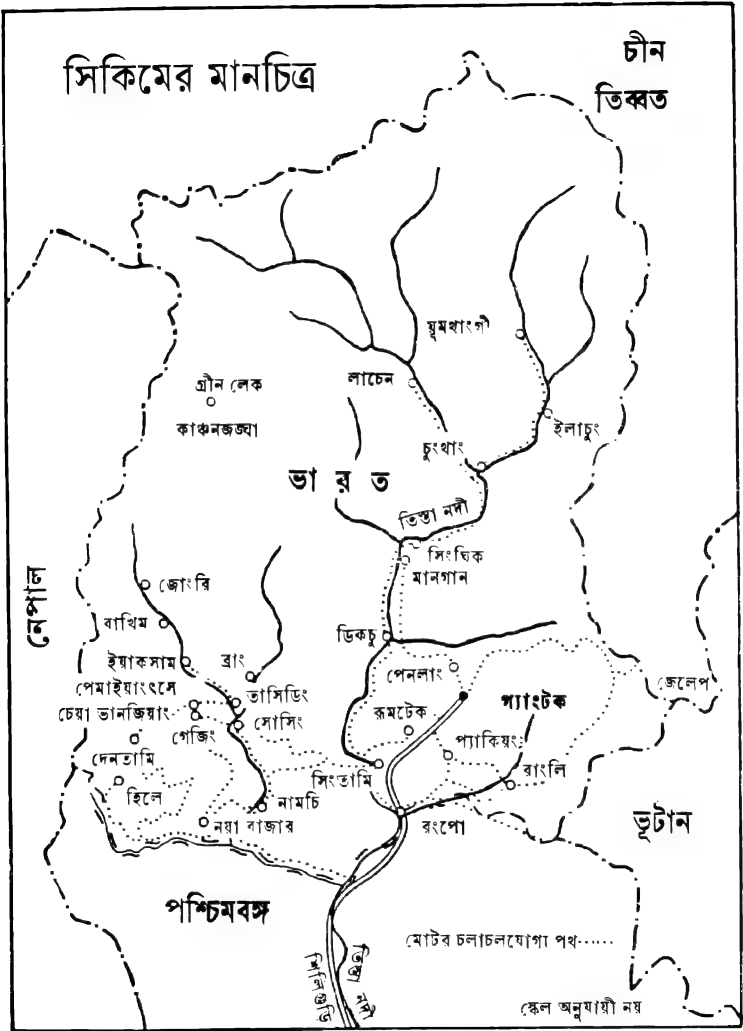 সিকিমের মানচিত্র
চীন
তিব্বত
য়ুমথাংগী
লাচেন
গ্রীন লেক
কাঞ্চনজঙ্ঘা
ইলাচুং
চুংথাং
ভারত
তিস্তা নদী
সিংঘিক
মানগান
নেপাল
জোংরি
বাখিম
ডিকচু
ইয়াকসাম
ব্রাং
পেনলাং
পেমাইয়াংৎসে
তাসিডিং
জেলেপ
গ্যাংটক
চেয়া ভানজিয়াং
সোসিং
রূমটেক
গেজিং
প্যাকিয়ং
দেনতামি
সিংতামি
রাংলি
হিলে
নামচি
নয়া বাজার
রংপো
ভূটান
পশ্চিমবঙ্গ
মোটর চলাচলযোগ্য পথ......
শিলিগুড়ি
তিস্তা নদী
স্কেল অনুযায়ী নয়